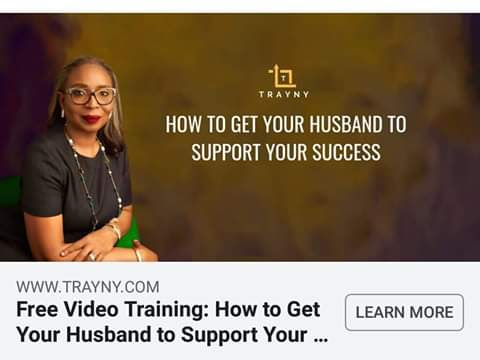 T
TRAYNY
HOW TO GET YOUR HUSBAND TO
SUPPORT YOUR SUCCESS
WWW.TRAYNY.COM
Free Video Training: How to Get
Your Husband to Support Your ...
LEARN MORE